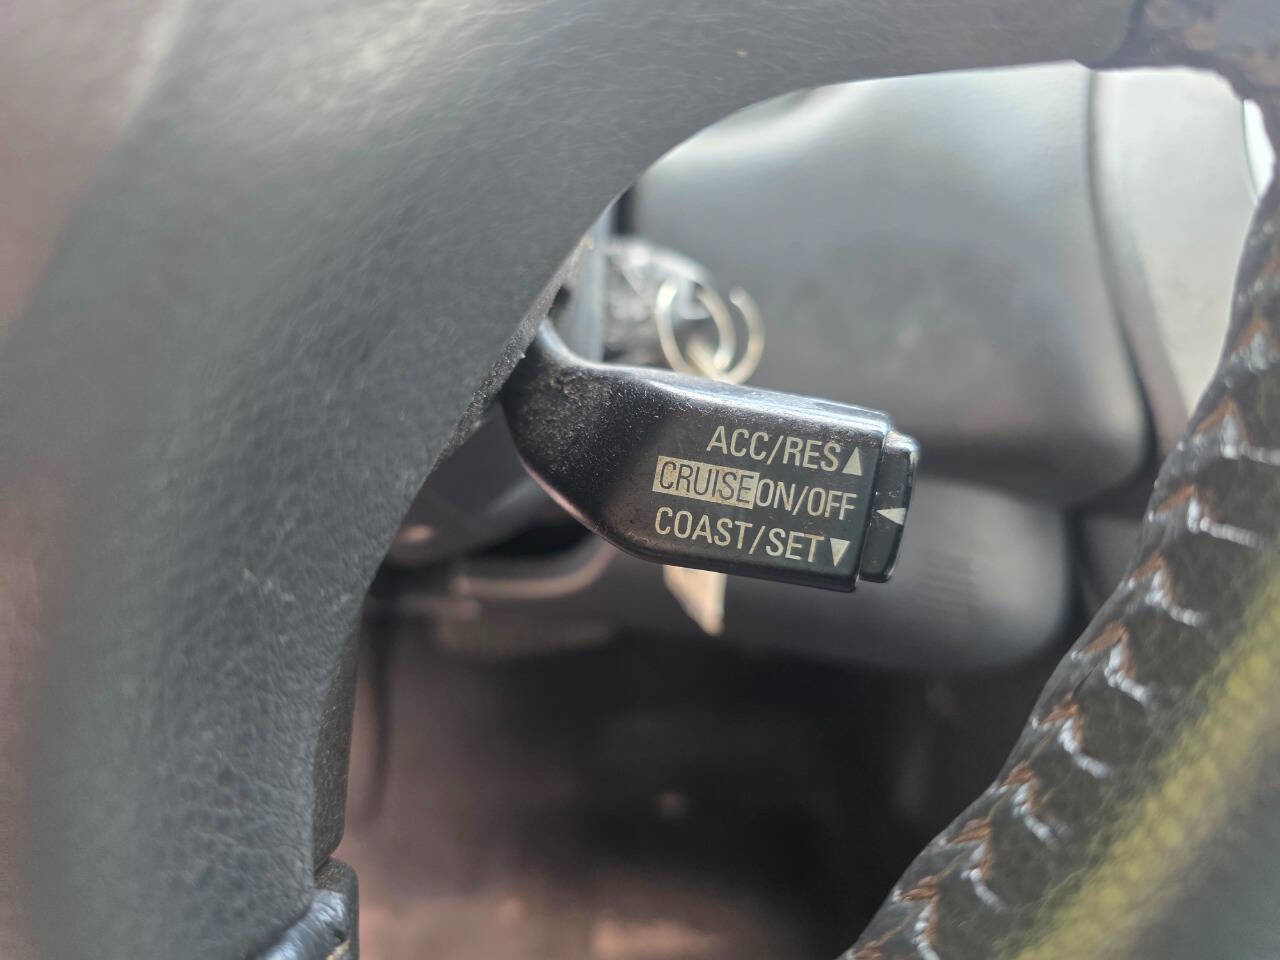 ACC/RES▲
CRUISE ON/OFF ◀
COAST/SET▼